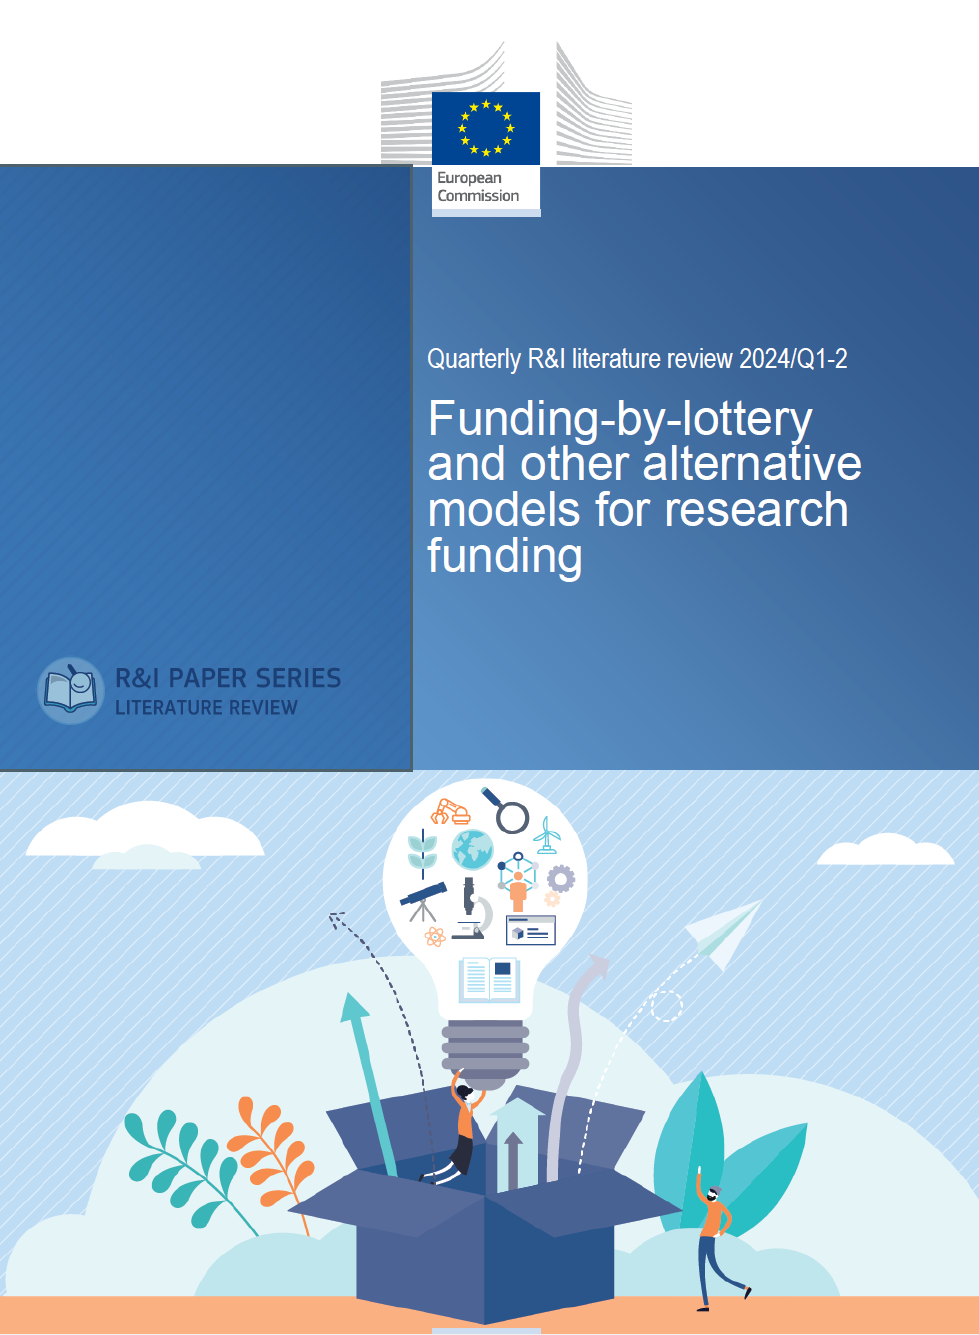 European
Commission
Quarterly R&I literature review 2024/Q1-2
Funding-by-lottery
and other alternative
models for research
funding
R&I PAPER SERIES
LITERATURE REVIEW